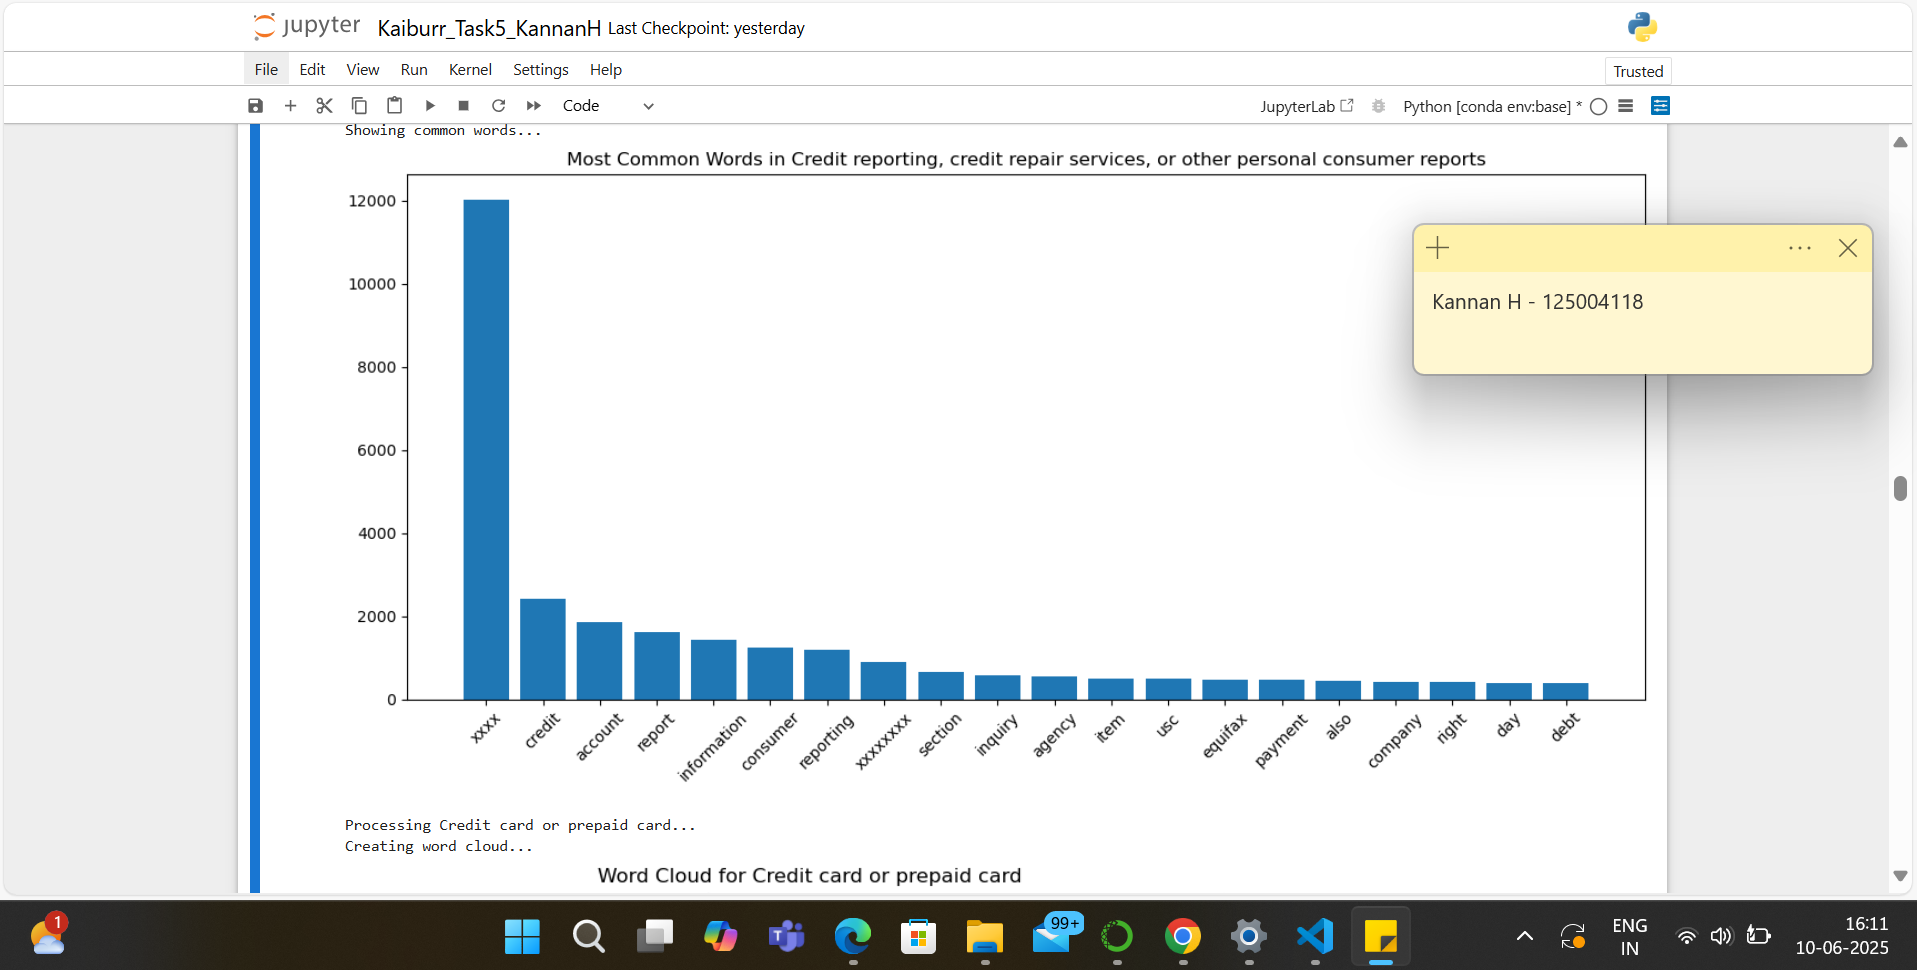 jupyter Kaiburr_Task5_KannanH Last Checkpoint: yesterday
File Edit View Run Kernel Settings Help Trusted
Code JupyterLab Python [conda env:base] *
Showing common words...
Most Common Words in Credit reporting, credit repair services, or other personal consumer reports
12000
10000
8000
6000
4000
2000
0
xxxx credit account report information consumer reporting xxxxxxxx section inquiry agency item usc equifax payment also company right day debt
Kannan H - 125004118
Processing Credit card or prepaid card...
Creating word cloud...
Word Cloud for Credit card or prepaid card
1
99+
ENG
IN
16:11
10-06-2025